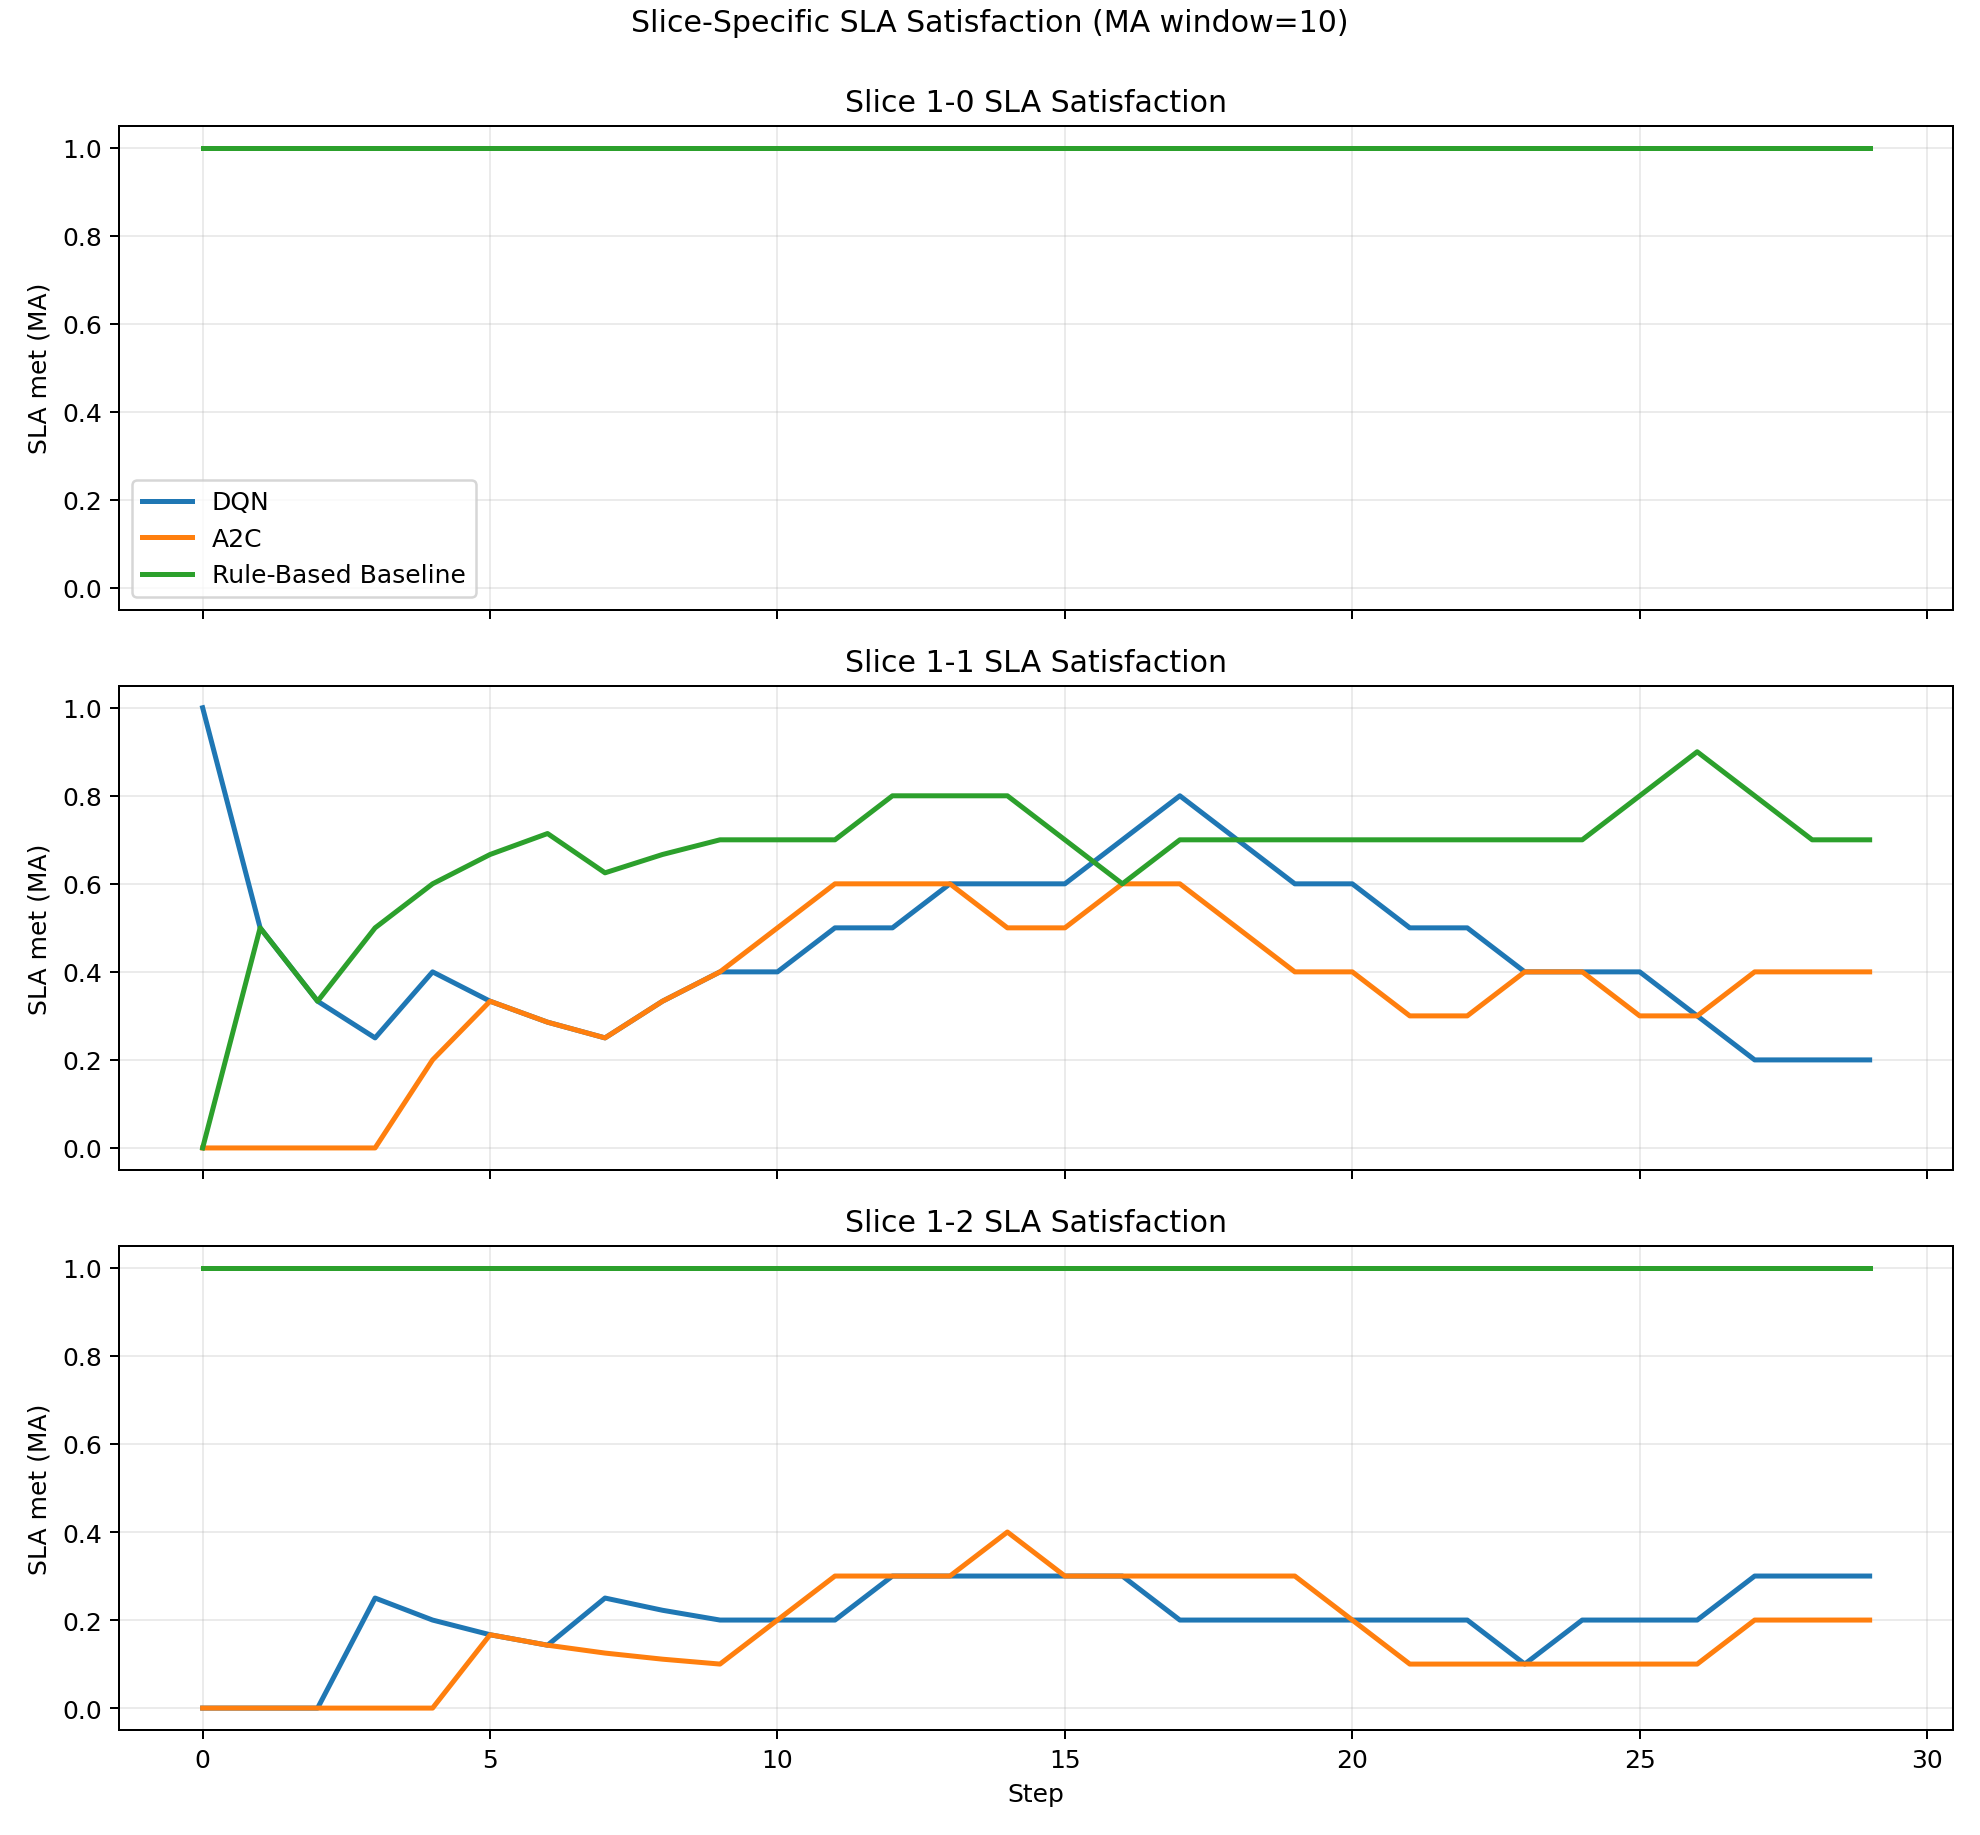 Slice-Specific SLA Satisfaction (MA window=10)
Slice 1-0 SLA Satisfaction
SLA met (MA)
1.0
0.8
0.6
0.4
0.2
0.0
DQN
A2C
Rule-Based Baseline
Slice 1-1 SLA Satisfaction
SLA met (MA)
1.0
0.8
0.6
0.4
0.2
0.0
Slice 1-2 SLA Satisfaction
SLA met (MA)
1.0
0.8
0.6
0.4
0.2
0.0
0 5 10 15 20 25 30
Step